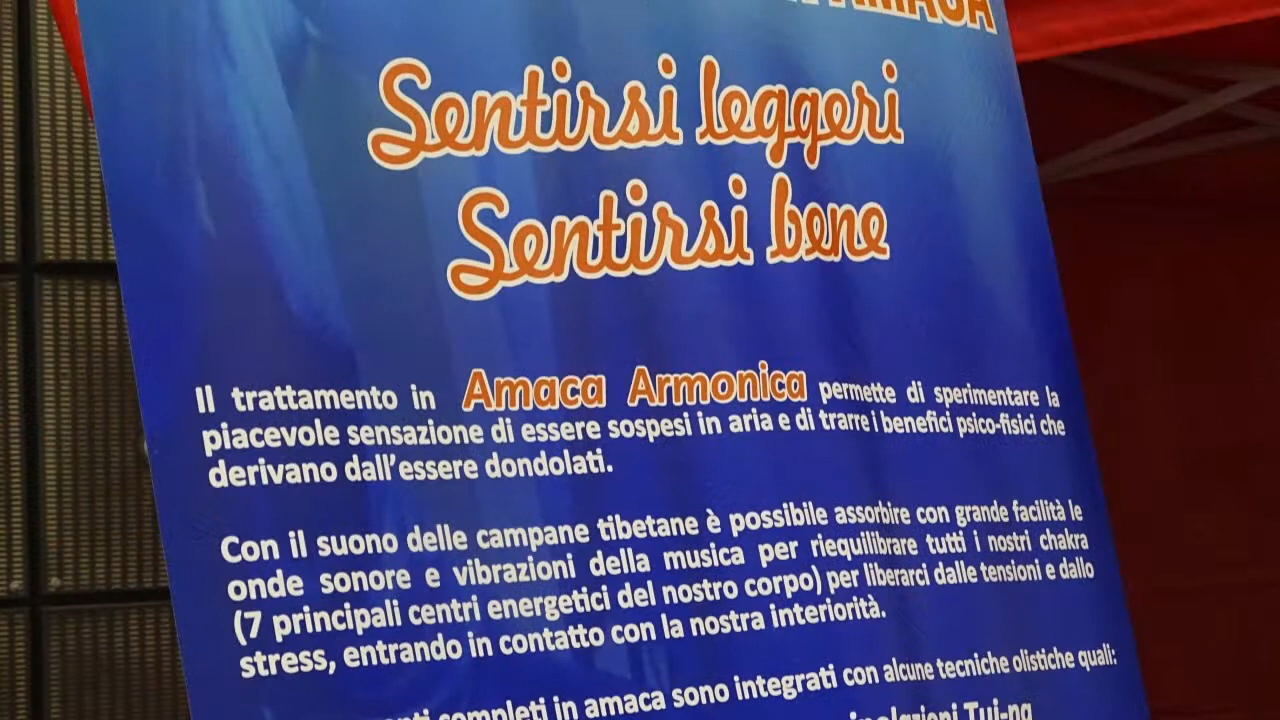 AMACA
Sentirsi leggeri
Sentirsi bene
Il trattamento in Amaca Armonica permette di sperimentare la
piacevole sensazione di essere sospesi in aria e di trarre i benefici psico-fisici che
derivano dall'essere dondolati.
Con il suono delle campane tibetane è possibile assorbire con grande facilità le
onde sonore e vibrazioni della musica per riequilibrare tutti i nostri chakra
(7 principali centri energetici del nostro corpo) per liberarci dalle tensioni e dallo
stress, entrando in contatto con la nostra interiorità.
completi in amaca sono integrati con alcune tecniche olistiche quali:
Tui-na